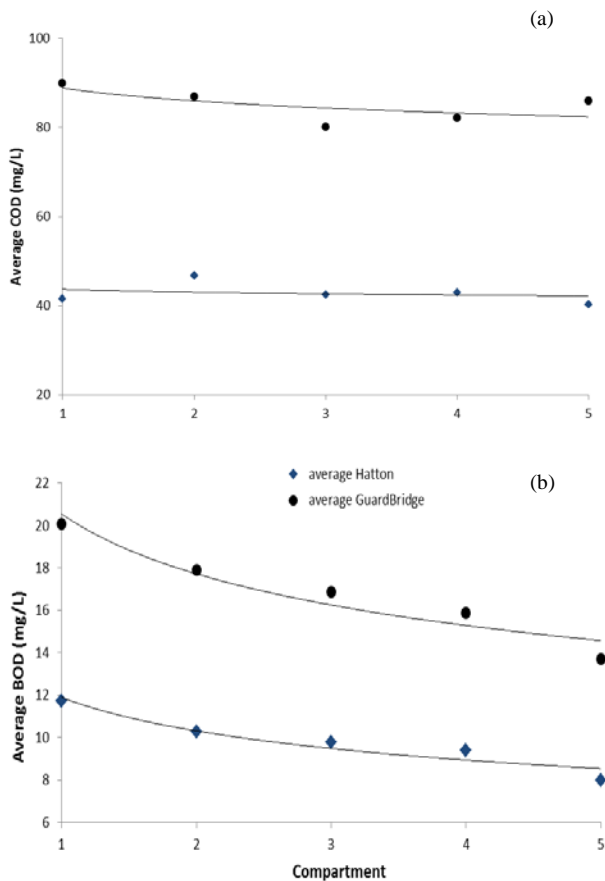 (a)
Average COD (mg/L)
100
80
60
40
20
1 2 3 4 5
average Hatton
average GuardBridge
(b)
Average BOD (mg/L)
22
20
18
16
14
12
10
8
6
1 2 3 4 5
Compartment